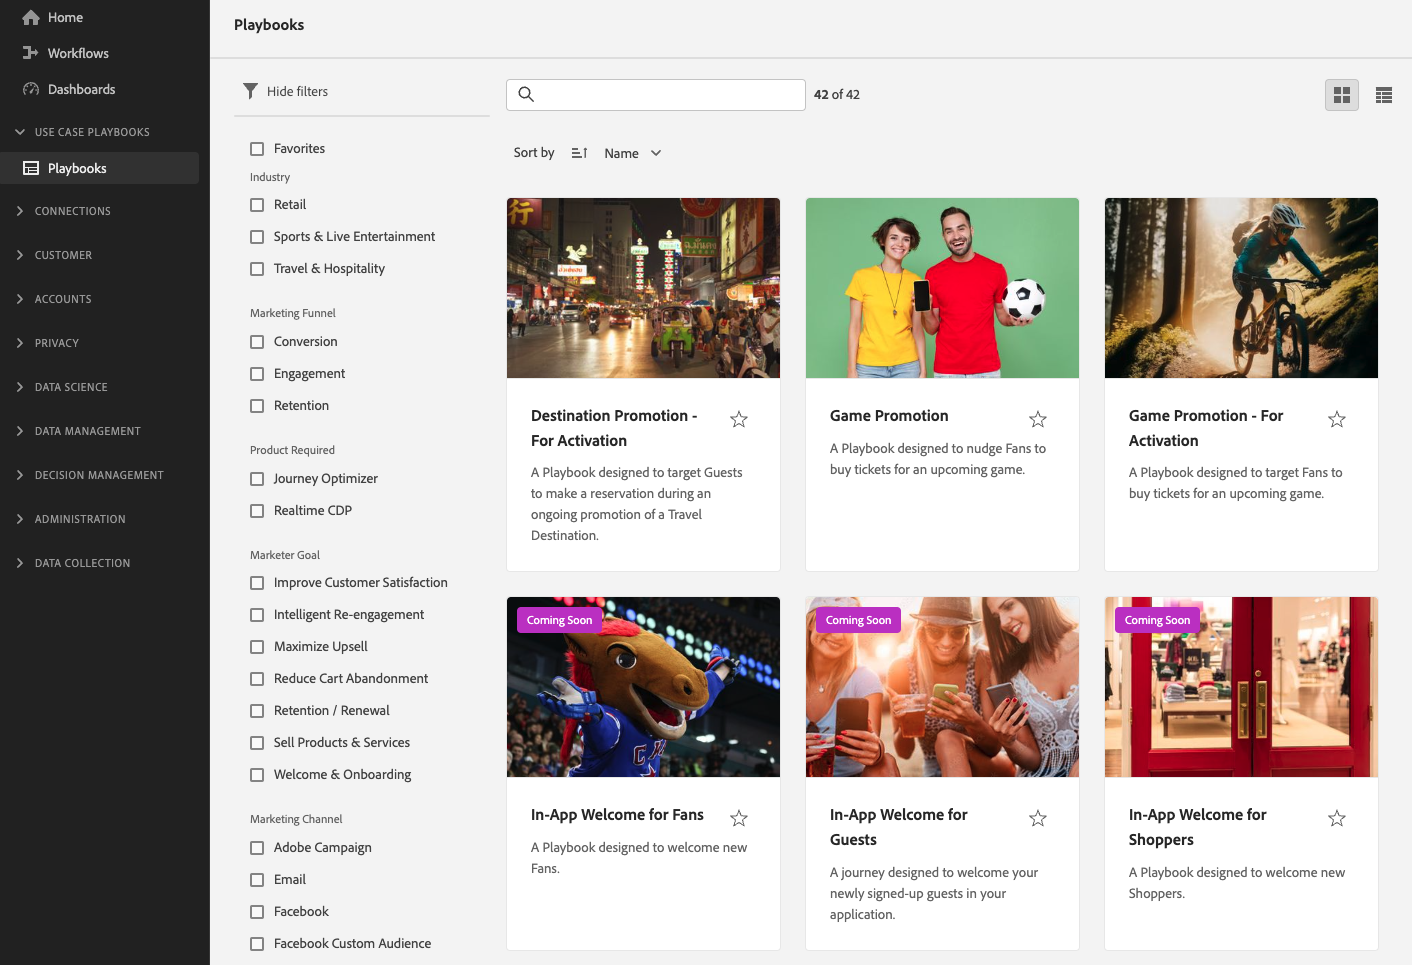 Home
Workflows
Dashboards
USE CASE PLAYBOOKS
Playbooks
CONNECTIONS
CUSTOMER
ACCOUNTS
PRIVACY
DATA SCIENCE
DATA MANAGEMENT
DECISION MANAGEMENT
ADMINISTRATION
DATA COLLECTION
Playbooks
Hide filters
42 of 42
Favorites
Industry
Retail
Sports & Live Entertainment
Travel & Hospitality
Marketing Funnel
Conversion
Engagement
Retention
Product Required
Journey Optimizer
Realtime CDP
Marketer Goal
Improve Customer Satisfaction
Intelligent Re-engagement
Maximize Upsell
Reduce Cart Abandonment
Retention / Renewal
Sell Products & Services
Welcome & Onboarding
Marketing Channel
Adobe Campaign
Email
Facebook
Facebook Custom Audience
Sort by
Name
行
Destination Promotion -
For Activation
A Playbook designed to target Guests
to make a reservation during an
ongoing promotion of a Travel
Destination.
Game Promotion
A Playbook designed to nudge Fans to
buy tickets for an upcoming game.
Game Promotion - For
Activation
A Playbook designed to target Fans to
buy tickets for an upcoming game.
Coming Soon
In-App Welcome for Fans
A Playbook designed to welcome new
Fans.
Coming Soon
In-App Welcome for
Guests
A journey designed to welcome your
newly signed-up guests in your
application.
Coming Soon
In-App Welcome for
Shoppers
A Playbook designed to welcome new
Shoppers.